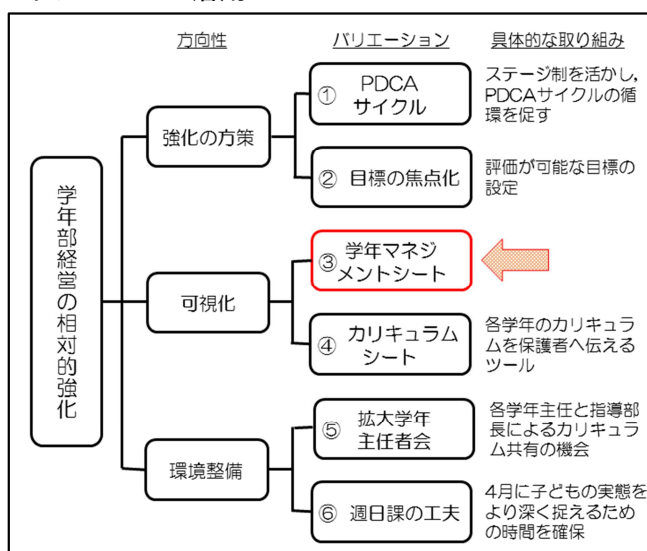 方向性
バリエーション
具体的な取り組み
学年部経営の相対的強化
強化の方策
① PDCA
サイクル
ステージ制を活かし,
PDCAサイクルの循
環を促す
② 目標の焦点化
評価が可能な目標の
設定
可視化
③ 学年マネジ
メントシート
④ カリキュラム
シート
各学年のカリキュラ
ムを保護者へ伝える
ツール
環境整備
⑤ 拡大学年
主任者会
各学年主任と指導部
長によるカリキュラ
ム共有の機会
⑥ 週日課の工夫
4月に子どもの実態を
より深く捉えるため
の時間を確保